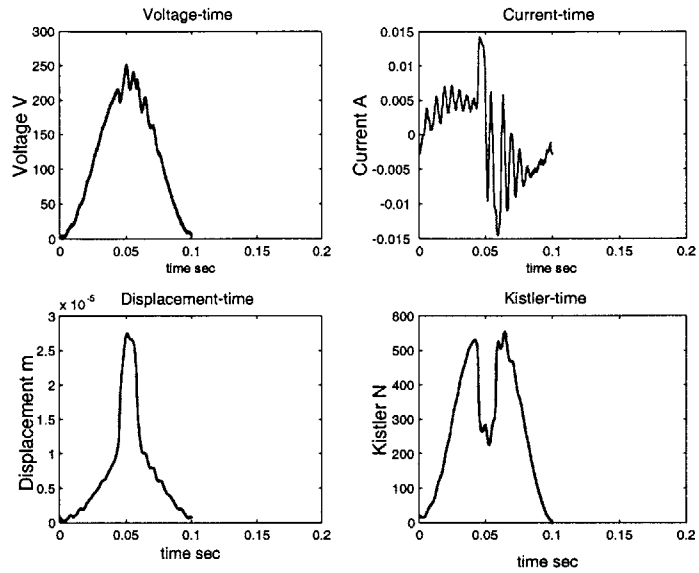 Voltage-time
Voltage V
300
250
200
150
100
50
0
0 0.05 0.1 0.15 0.2
time sec
Current-time
Current A
0.015
0.01
0.005
0
-0.005
-0.01
-0.015
0 0.05 0.1 0.15 0.2
time sec
Displacement-time
x 10⁻⁵
Displacement m
3
2.5
2
1.5
1
0.5
0
0 0.05 0.1 0.15 0.2
time sec
Kistler-time
Kistler N
600
500
400
300
200
100
0
0 0.05 0.1 0.15 0.2
time sec